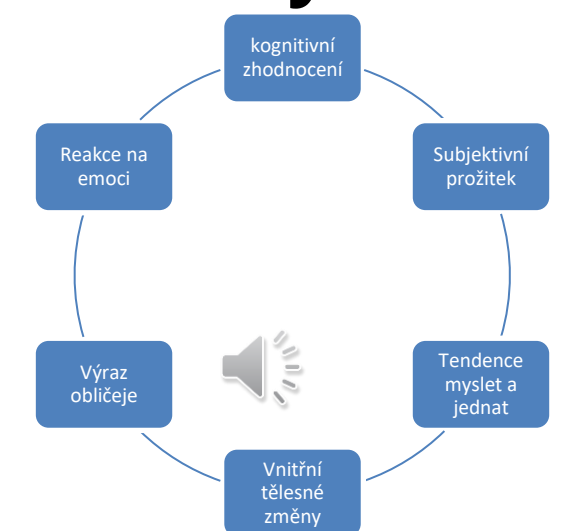 kognitivní
zhodnocení
Subjektivní
prožitek
Tendence
myslet a
jednat
Vnitřní
tělesné
změny
Výraz
obličeje
Reakce na
emoci